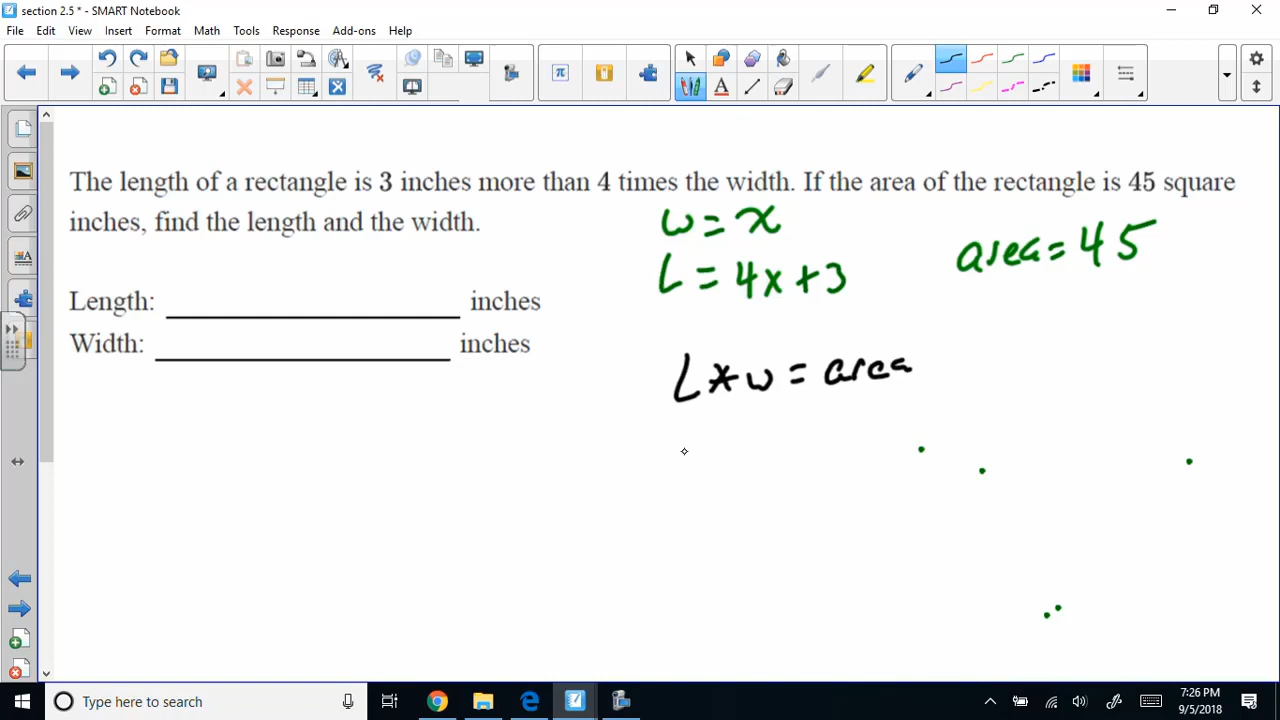 section 2.5 * - SMART Notebook
File Edit View Insert Format Math Tools Response Add-ons Help
The length of a rectangle is 3 inches more than 4 times the width. If the area of the rectangle is 45 square
inches, find the length and the width.
w = x
area = 45
L = 4x + 3
Length: inches
Width: inches
L * w = area
Type here to search
7:26 PM
9/5/2018